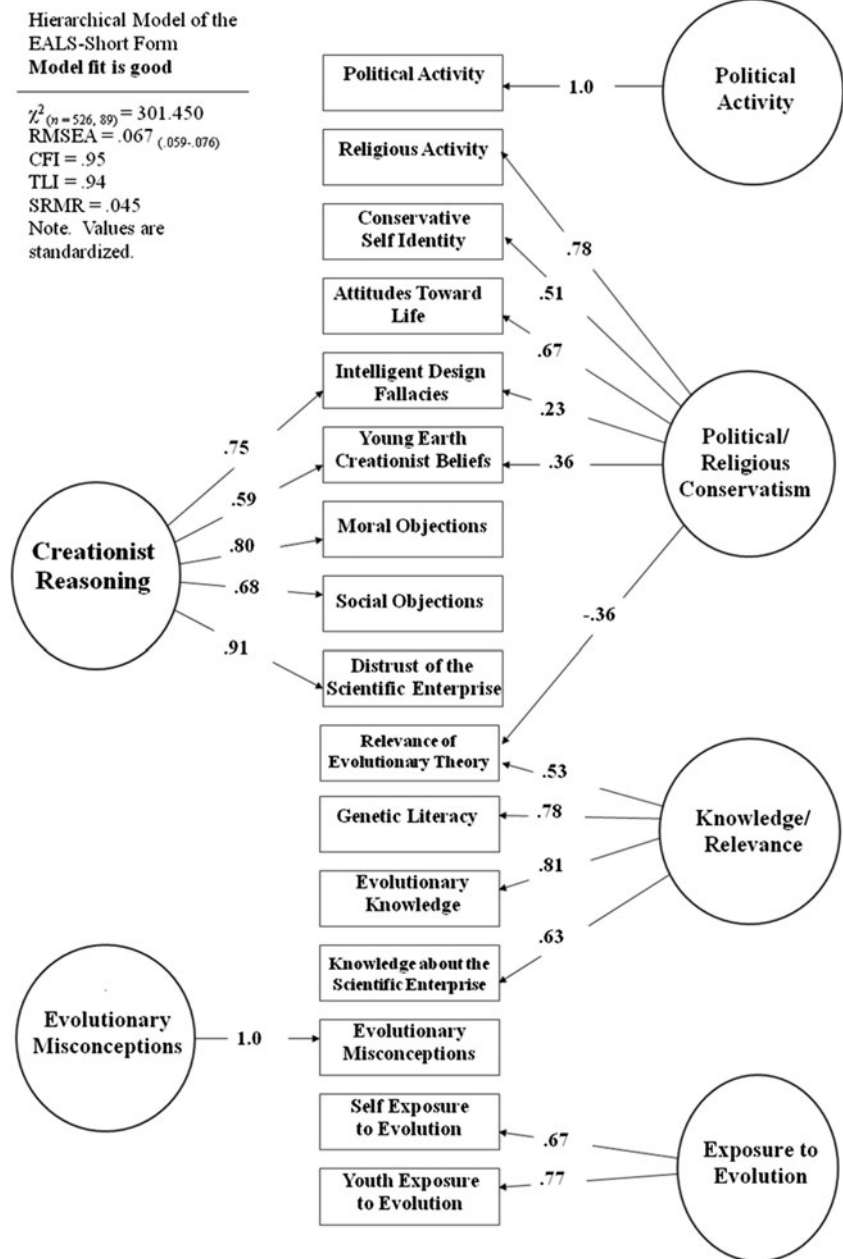 Hierarchical Model of the
EALS-Short Form
Model fit is good
χ²(n = 526, 89) = 301.450
RMSEA = .067 (.059-.076)
CFI = .95
TLI = .94
SRMR = .045
Note. Values are
standardized.
Political Activity
1.0
Political
Activity
Religious Activity
Conservative
Self Identity
Attitudes Toward
Life
Intelligent Design
Fallacies
Young Earth
Creationist Beliefs
Moral Objections
Social Objections
Distrust of the
Scientific Enterprise
Relevance of
Evolutionary Theory
Genetic Literacy
Evolutionary
Knowledge
Knowledge about the
Scientific Enterprise
Evolutionary
Misconceptions
Self Exposure
to Evolution
Youth Exposure
to Evolution
.78
.51
.67
.23
.36
-.36
Political/
Religious
Conservatism
.75
.59
.80
.68
.91
Creationist
Reasoning
.53
.78
.81
.63
Knowledge/
Relevance
Evolutionary
Misconceptions
1.0
.67
.77
Exposure to
Evolution